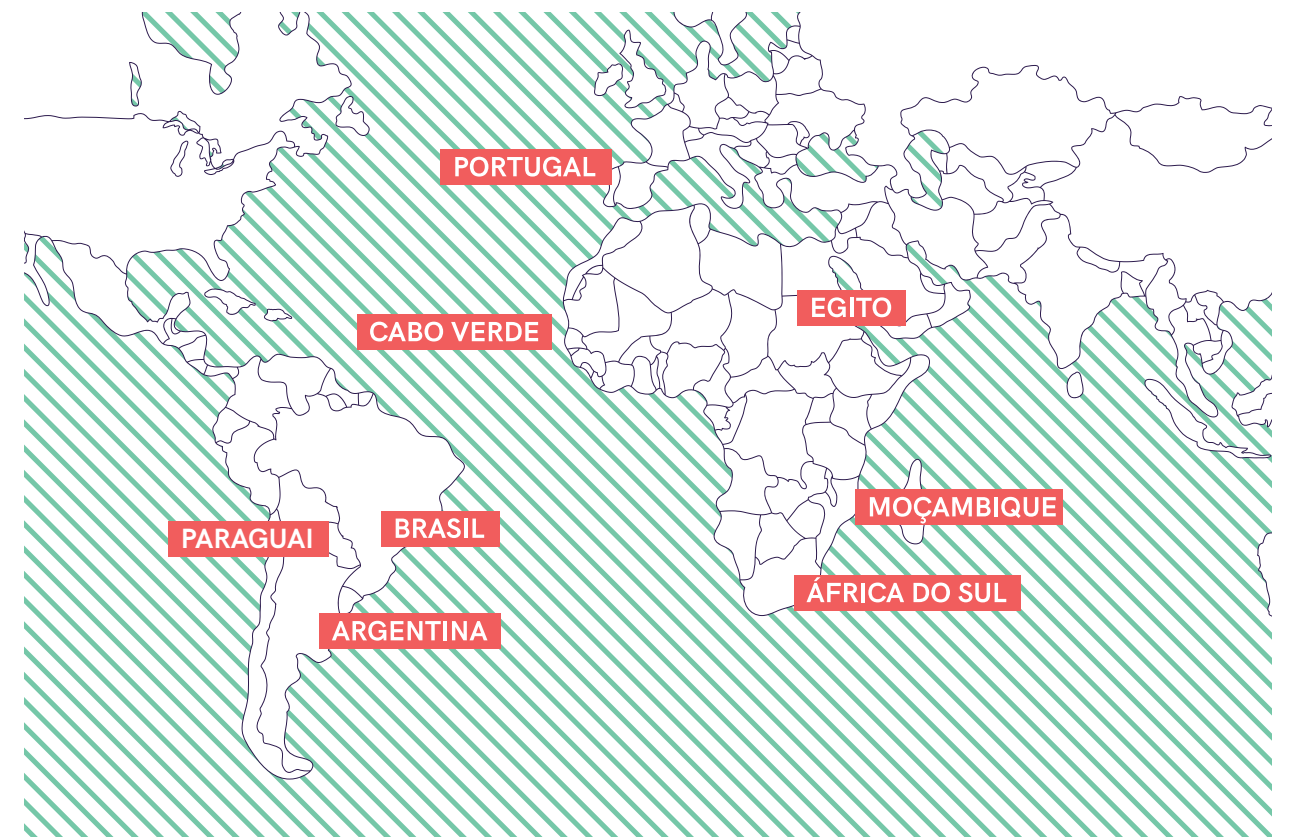 PORTUGAL
EGITO
CABO VERDE
MOÇAMBIQUE
BRASIL
PARAGUAI
ÁFRICA DO SUL
ARGENTINA